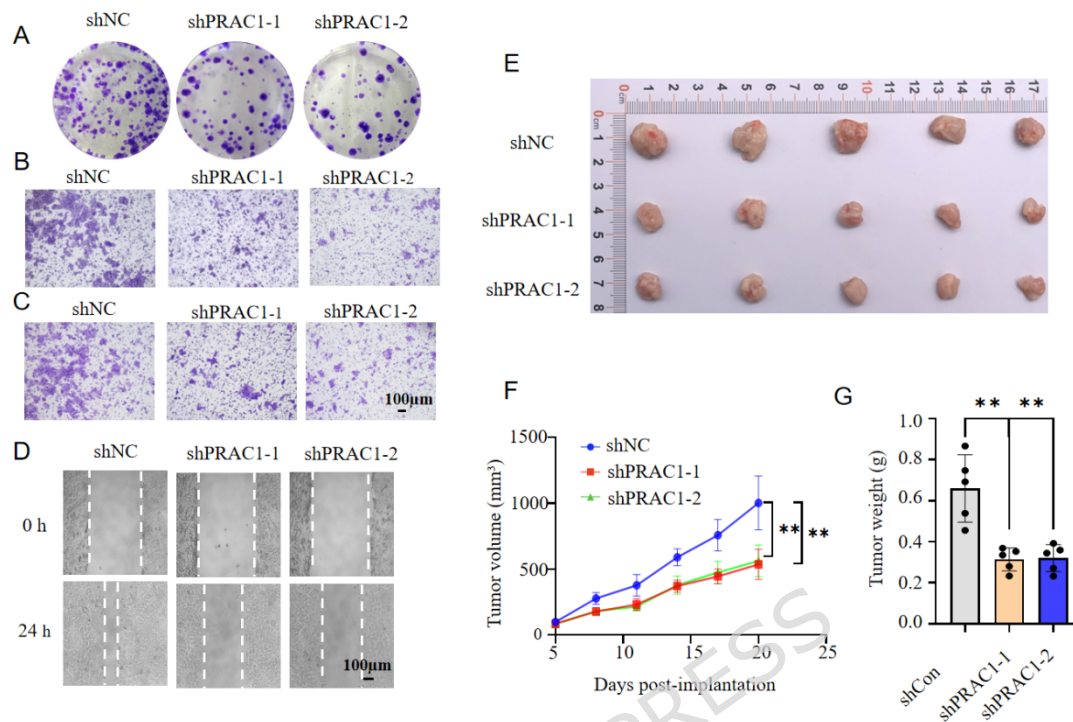 A
shNC shPRAC1-1 shPRAC1-2
B
shNC shPRAC1-1 shPRAC1-2
C
shNC shPRAC1-1 shPRAC1-2
100μm
D
shNC shPRAC1-1 shPRAC1-2
0 h
24 h
100μm
E
0 cm 1 2 3 4 5 6 7 8 9 10 11 12 13 14 15 16 17
0 cm 1 2 3 4 5 6 7 8
shNC
shPRAC1-1
shPRAC1-2
F
Tumor volume (mm³)
1500
1000
500
0
5 10 15 20 25
Days post-implantation
shNC
shPRAC1-1
shPRAC1-2
** **
G
** **
Tumor weight (g)
1.0
0.8
0.6
0.4
0.2
0.0
shCon shPRAC1-1 shPRAC1-2
PRESS